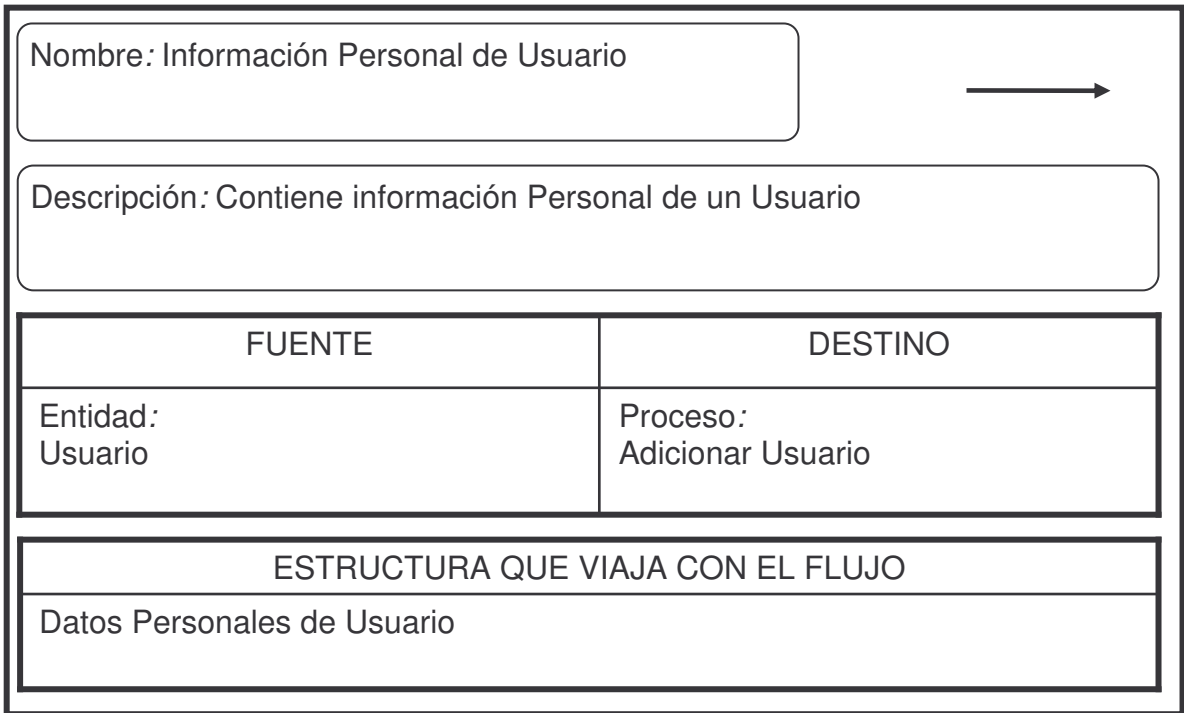 Nombre: Información Personal de Usuario
Descripción: Contiene información Personal de un Usuario
FUENTE
DESTINO
Entidad:
Usuario
Proceso:
Adicionar Usuario
ESTRUCTURA QUE VIAJA CON EL FLUJO
Datos Personales de Usuario